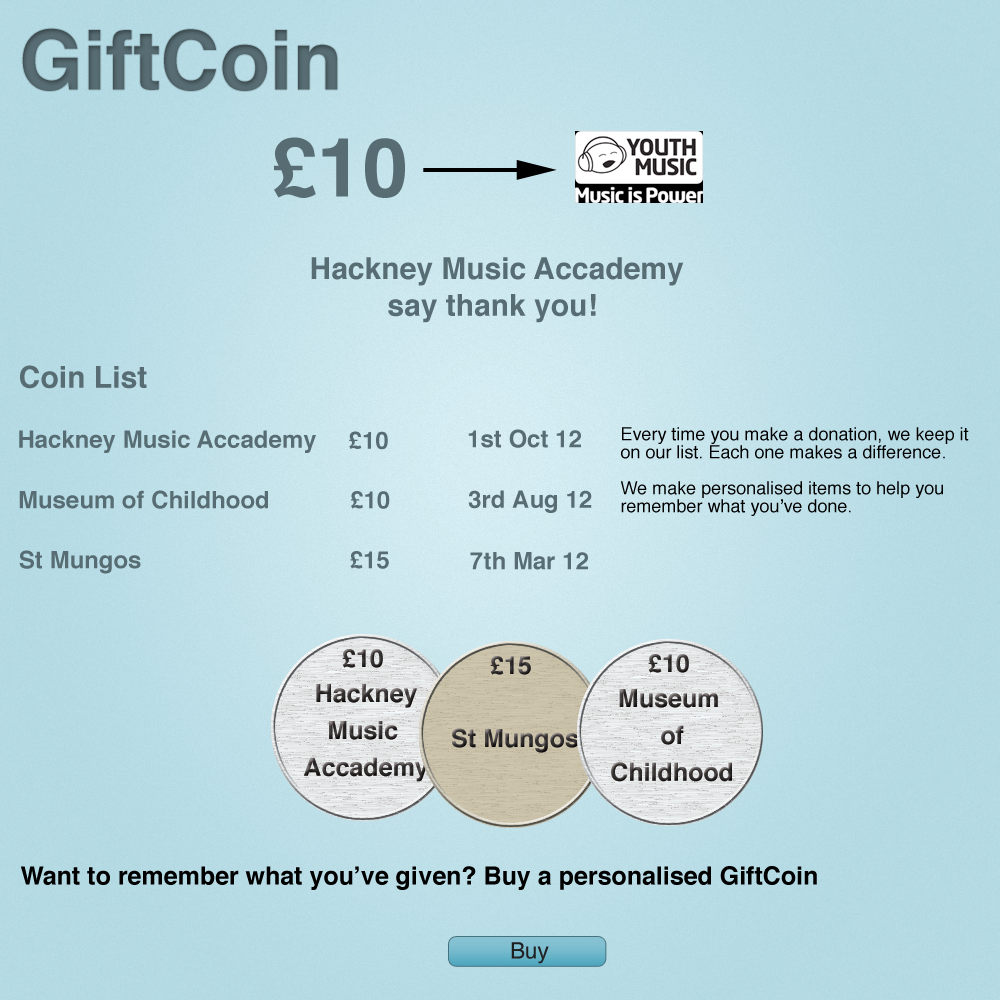 GiftCoin
£10
YOUTH
MUSIC
Music is Power
Hackney Music Accademy
say thank you!
Coin List
Hackney Music Accademy £10 1st Oct 12
Museum of Childhood £10 3rd Aug 12
St Mungos £15 7th Mar 12
Every time you make a donation, we keep it
on our list. Each one makes a difference.
We make personalised items to help you
remember what you've done.
£10
Hackney
Music
Accademy
£15
St Mungos
£10
Museum
of
Childhood
Want to remember what you've given? Buy a personalised GiftCoin
Buy